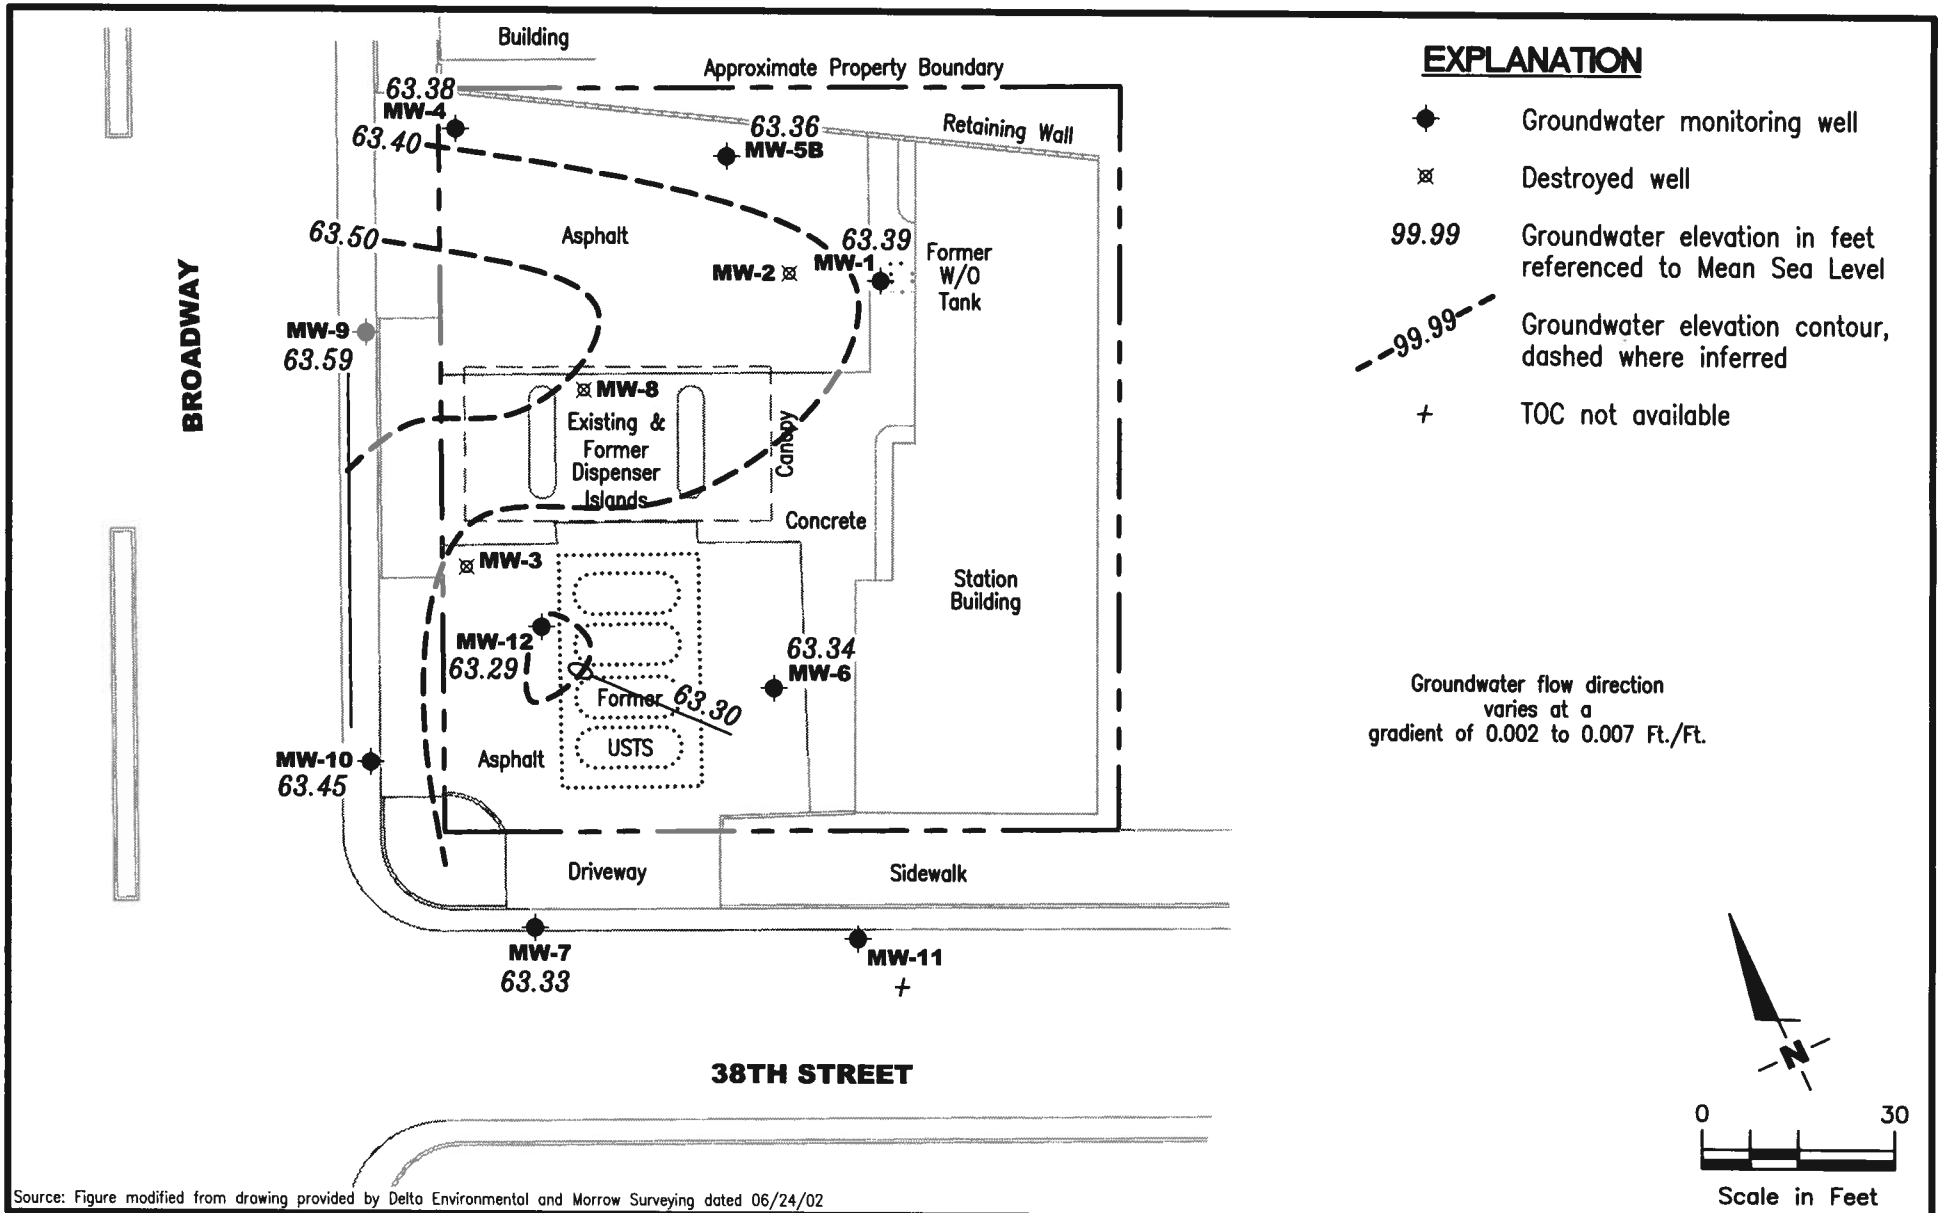 Building
Approximate Property Boundary
63.38
MW-4
63.40
63.36
MW-5B
Retaining Wall
63.50
Asphalt
63.39
MW-1
MW-2
Former
W/O
Tank
BROADWAY
MW-9
63.59
MW-8
Existing &
Former
Dispenser
Islands
Canopy
Concrete
MW-3
Station
Building
MW-12
63.29
63.34
MW-6
Former
63.30
USTS
Asphalt
MW-10
63.45
Driveway
Sidewalk
MW-7
63.33
MW-11
+
38TH STREET
EXPLANATION
Groundwater monitoring well
Destroyed well
99.99 Groundwater elevation in feet
referenced to Mean Sea Level
99.99 Groundwater elevation contour,
dashed where inferred
+ TOC not available
Groundwater flow direction
varies at a
gradient of 0.002 to 0.007 Ft./Ft.
N
0 30
Scale in Feet
Source: Figure modified from drawing provided by Delta Environmental and Morrow Surveying dated 06/24/02